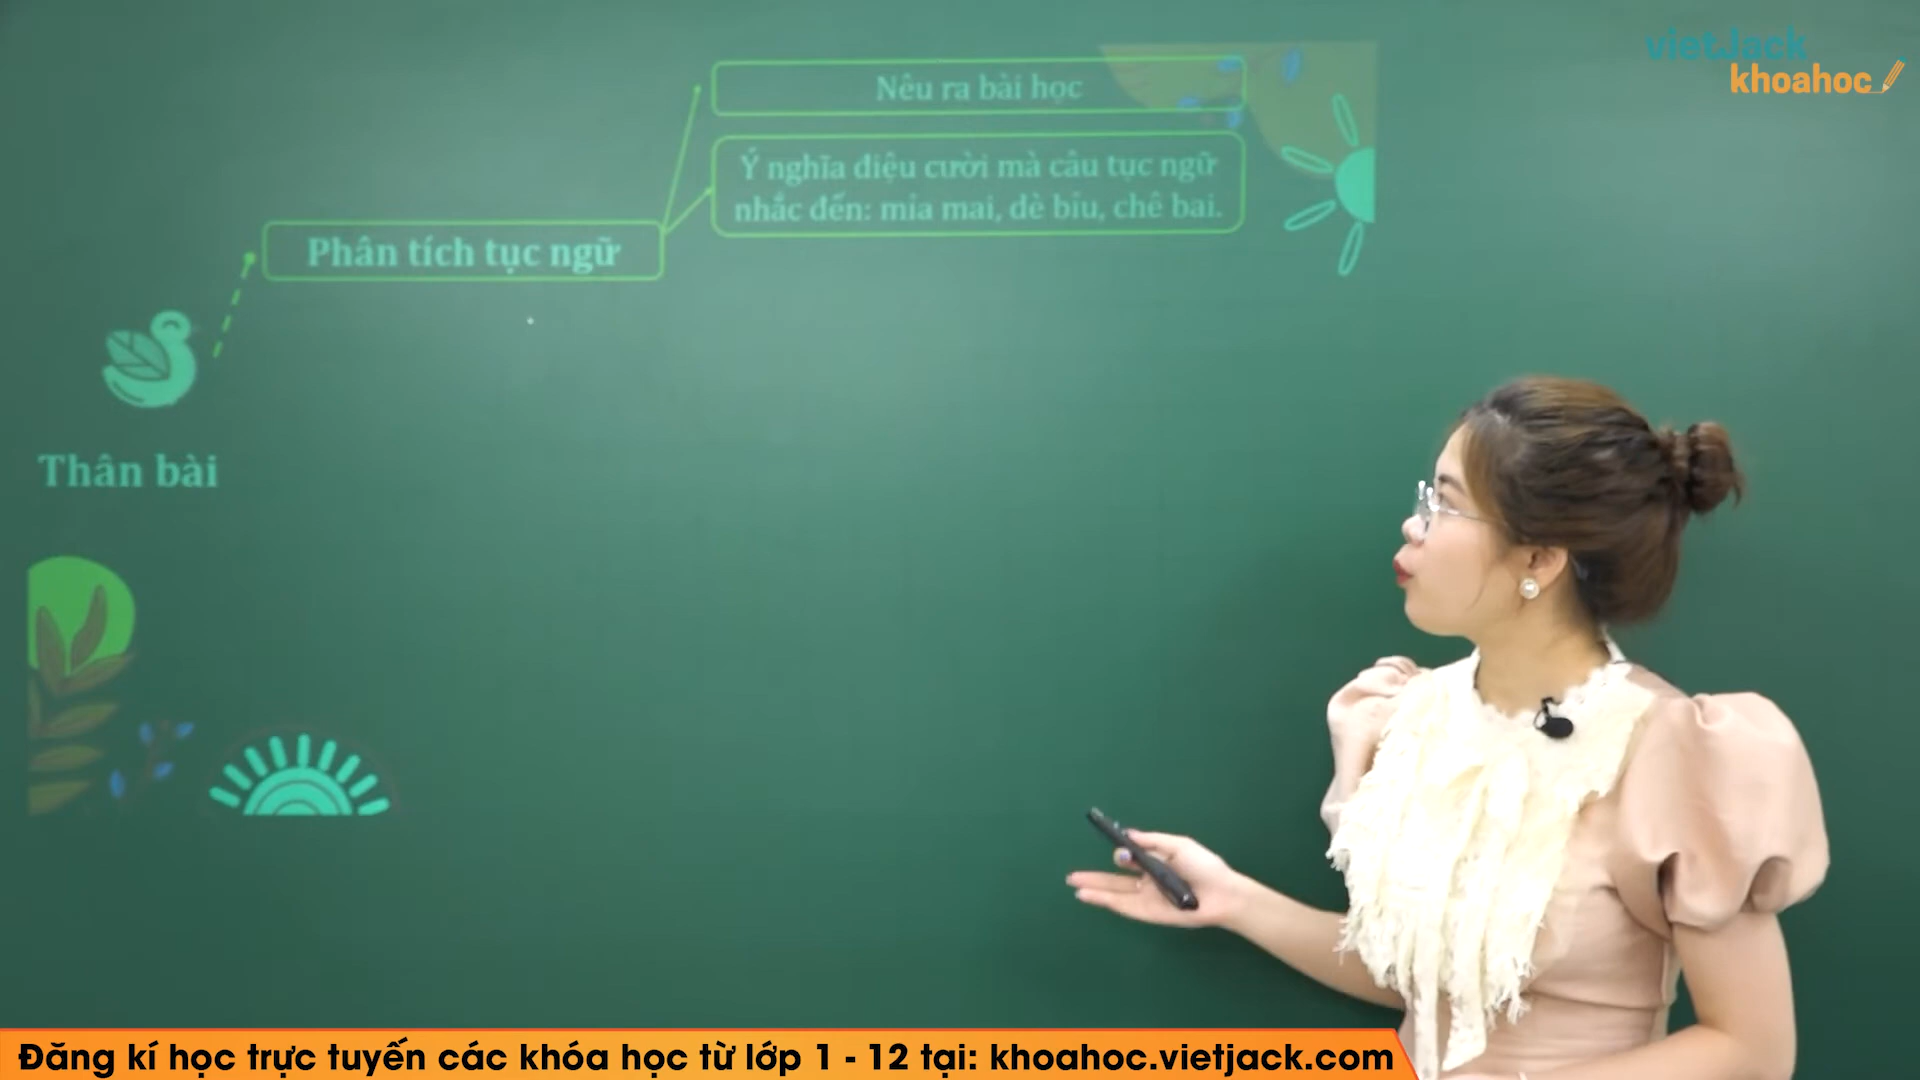 vietJack
khoahoc
Nêu ra bài học
Ý nghĩa điệu cười mà câu tục ngữ
nhắc đến: mỉa mai, dè bỉu, chê bai.
Phân tích tục ngữ
Thân bài
Đăng kí học trực tuyến các khóa học từ lớp 1 - 12 tại: khoahoc.vietjack.com